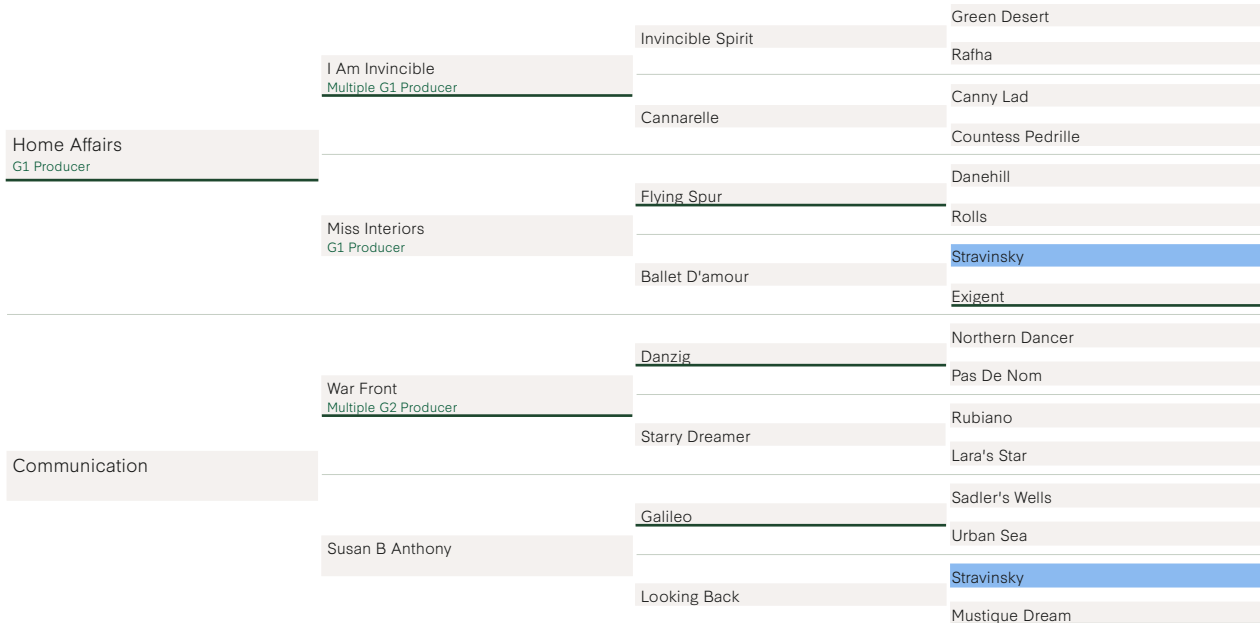 Home Affairs
G1 Producer
Communication
I Am Invincible
Multiple G1 Producer
Miss Interiors
G1 Producer
War Front
Multiple G2 Producer
Susan B Anthony
Invincible Spirit
Cannarelle
Flying Spur
Ballet D'amour
Danzig
Starry Dreamer
Galileo
Looking Back
Green Desert
Rafha
Canny Lad
Countess Pedrille
Danehill
Rolls
Stravinsky
Exigent
Northern Dancer
Pas De Nom
Rubiano
Lara's Star
Sadler's Wells
Urban Sea
Stravinsky
Mustique Dream